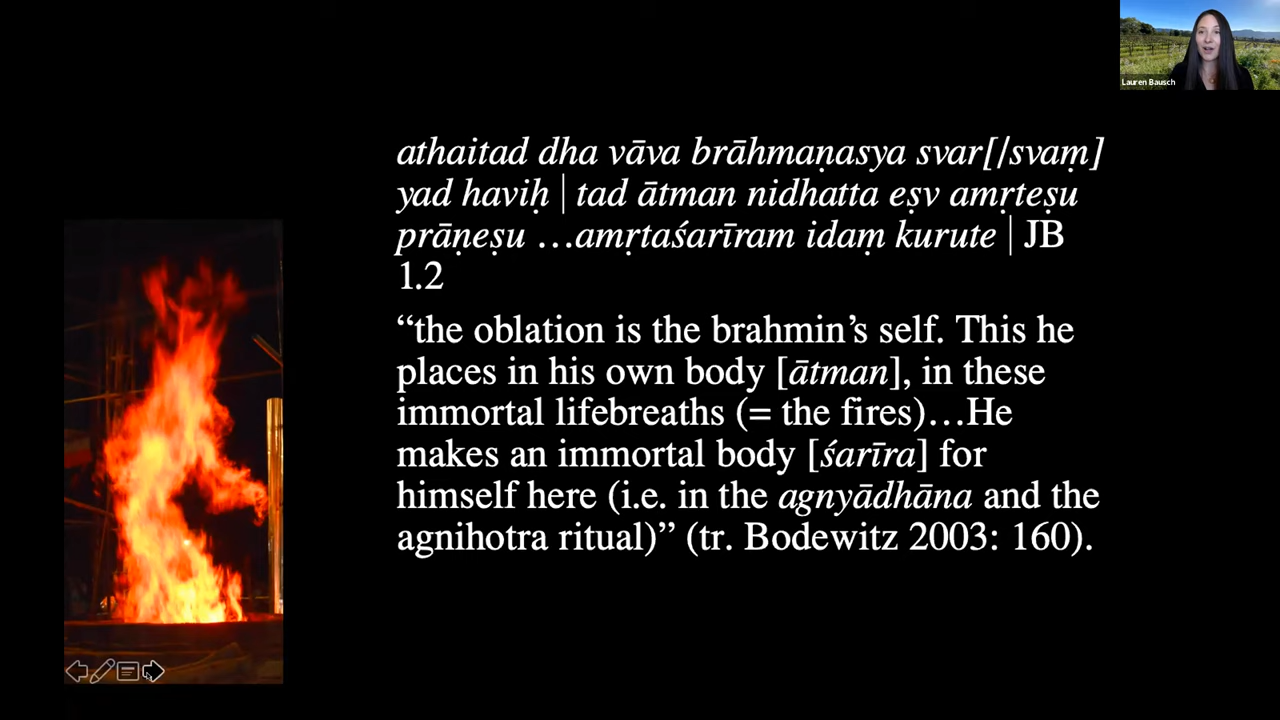 Lauren Bausch
athaitad dha vāva brāhmaṇasya svar[/svaṃ]
yad haviḥ | tad ātman nidhatta eṣv amṛteṣu
prāṇeṣu …amṛtaśarīram idaṃ kurute | JB
1.2
“the oblation is the brahmin’s self. This he
places in his own body [ātman], in these
immortal lifebreaths (= the fires)…He
makes an immortal body [śarīra] for
himself here (i.e. in the agnyādhāna and the
agnihotra ritual)” (tr. Bodewitz 2003: 160).